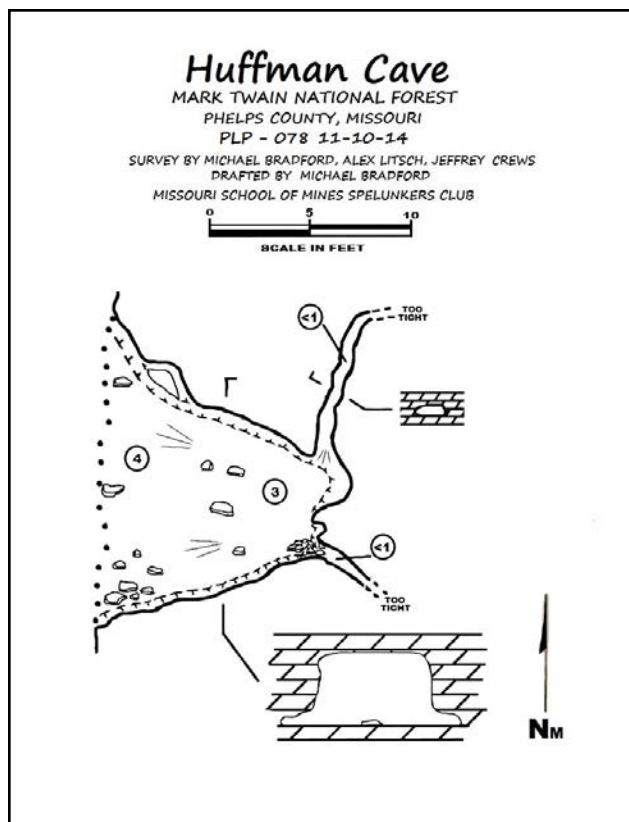 Huffman Cave
MARK TWAIN NATIONAL FOREST
PHELPS COUNTY, MISSOURI
PLP - 078 11-10-14
SURVEY BY MICHAEL BRADFORD, ALEX LITSCH, JEFFREY CREWS
DRAFTED BY MICHAEL BRADFORD
MISSOURI SCHOOL OF MINES SPELUNKERS CLUB
0 5 10
SCALE IN FEET
<1
TOO
TIGHT
4
3
<1
TOO
TIGHT
NM